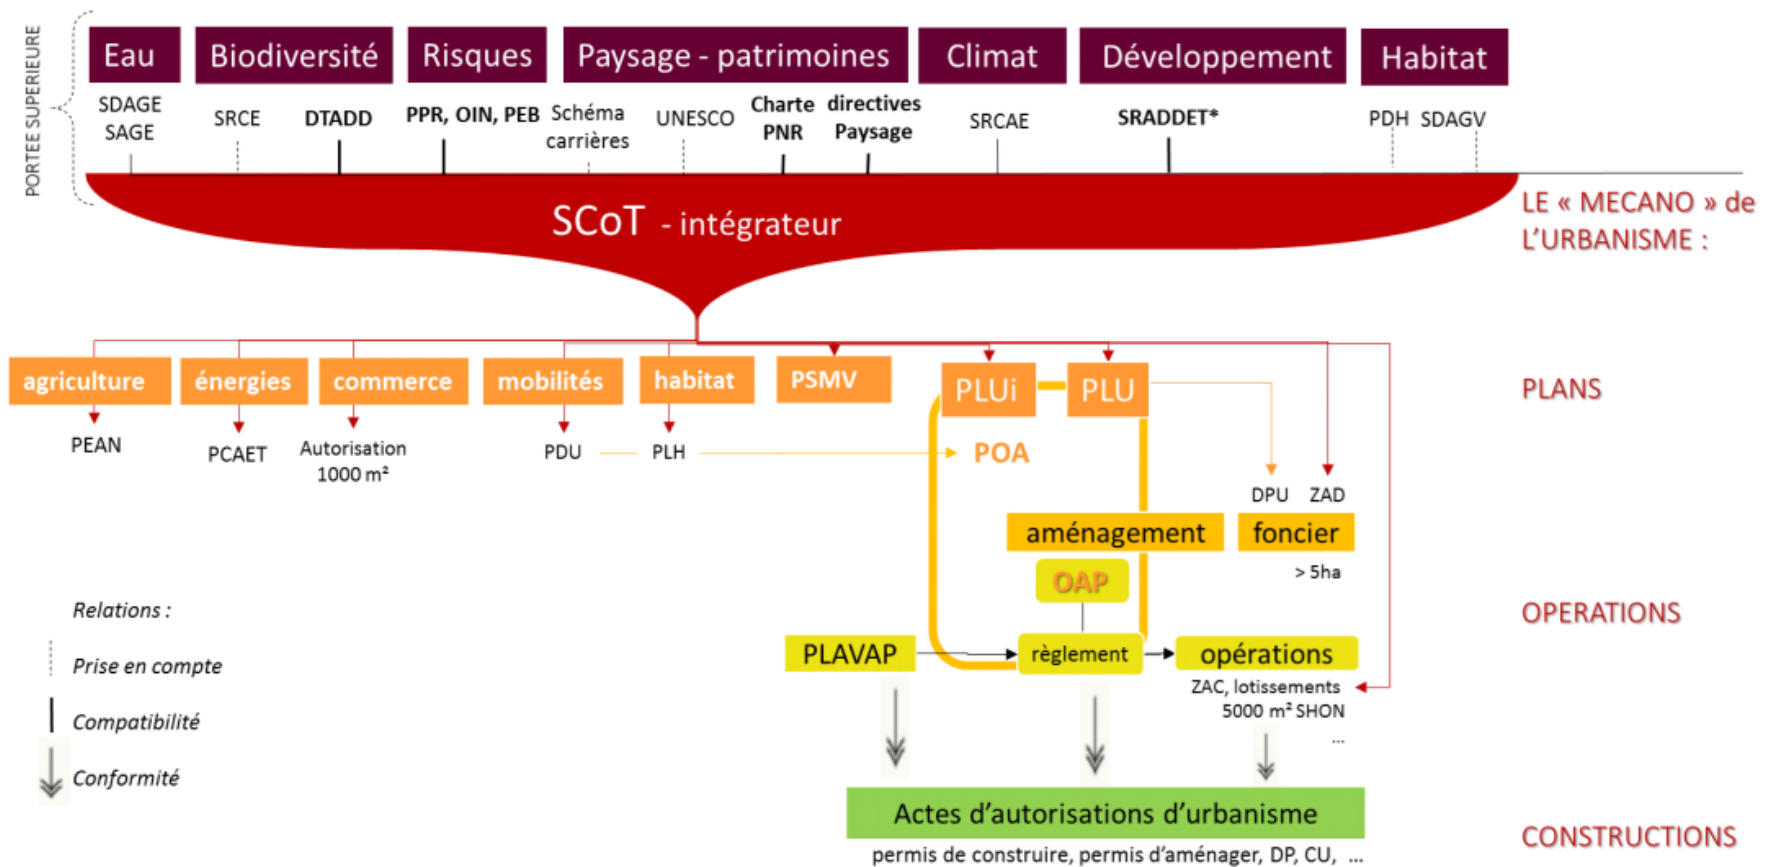 PORTEE SUPERIEURE
Eau
Biodiversité
Risques
Paysage - patrimoines
Climat
Développement
Habitat
SDAGE
SAGE
SRCE
DTADD
PPR, OIN, PEB
Schéma
carrières
UNESCO
Charte
PNR
directives
Paysage
SRCAE
SRADDET*
PDH
SDAGV
SCoT - intégrateur
LE « MECANO » de
L'URBANISME :
agriculture
énergies
commerce
mobilités
habitat
PSMV
PLUi
PLU
PLANS
PEAN
PCAET
Autorisation
1000 m²
PDU
PLH
POA
DPU
ZAD
aménagement
foncier
> 5ha
OAP
Relations :
Prise en compte
Compatibilité
Conformité
OPERATIONS
PLAVAP
règlement
opérations
ZAC, lotissements
5000 m² SHON
...
Actes d'autorisations d'urbanisme
permis de construire, permis d'aménager, DP, CU, ...
CONSTRUCTIONS